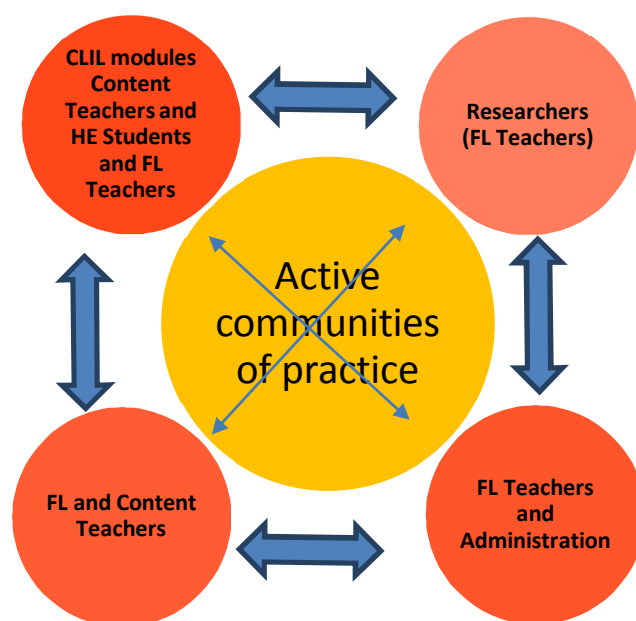 CLIL modules
Content
Teachers and
HE Students
and FL
Teachers
Researchers
(FL Teachers)
Active
communities
of practice
FL and Content
Teachers
FL Teachers
and
Administration